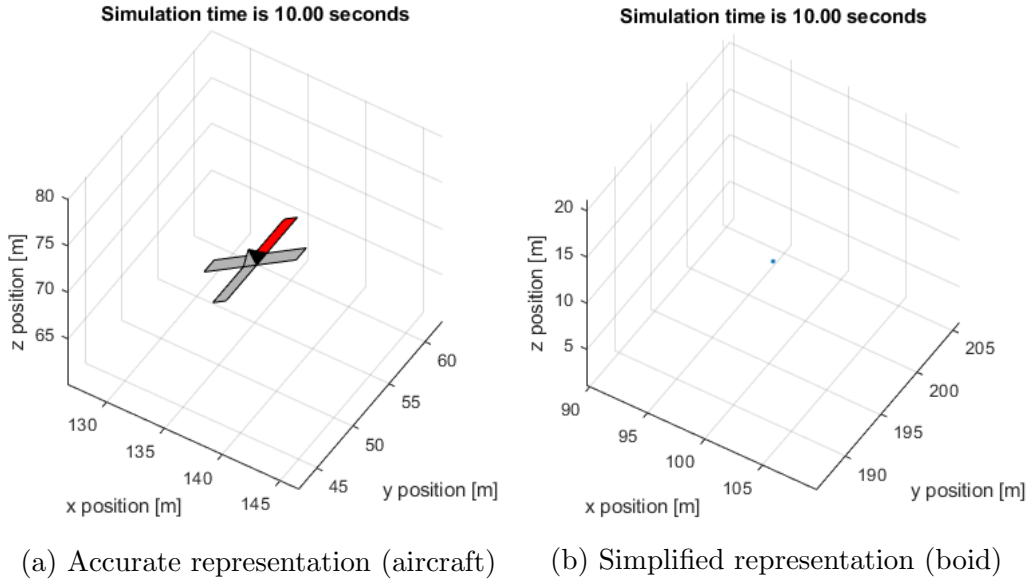 Simulation time is 10.00 seconds
80
75
70
65
z position [m]
130
135
140
145
x position [m]
45
50
55
60
y position [m]
(a) Accurate representation (aircraft)
Simulation time is 10.00 seconds
20
15
10
5
z position [m]
90
95
100
105
x position [m]
190
195
200
205
y position [m]
(b) Simplified representation (boid)